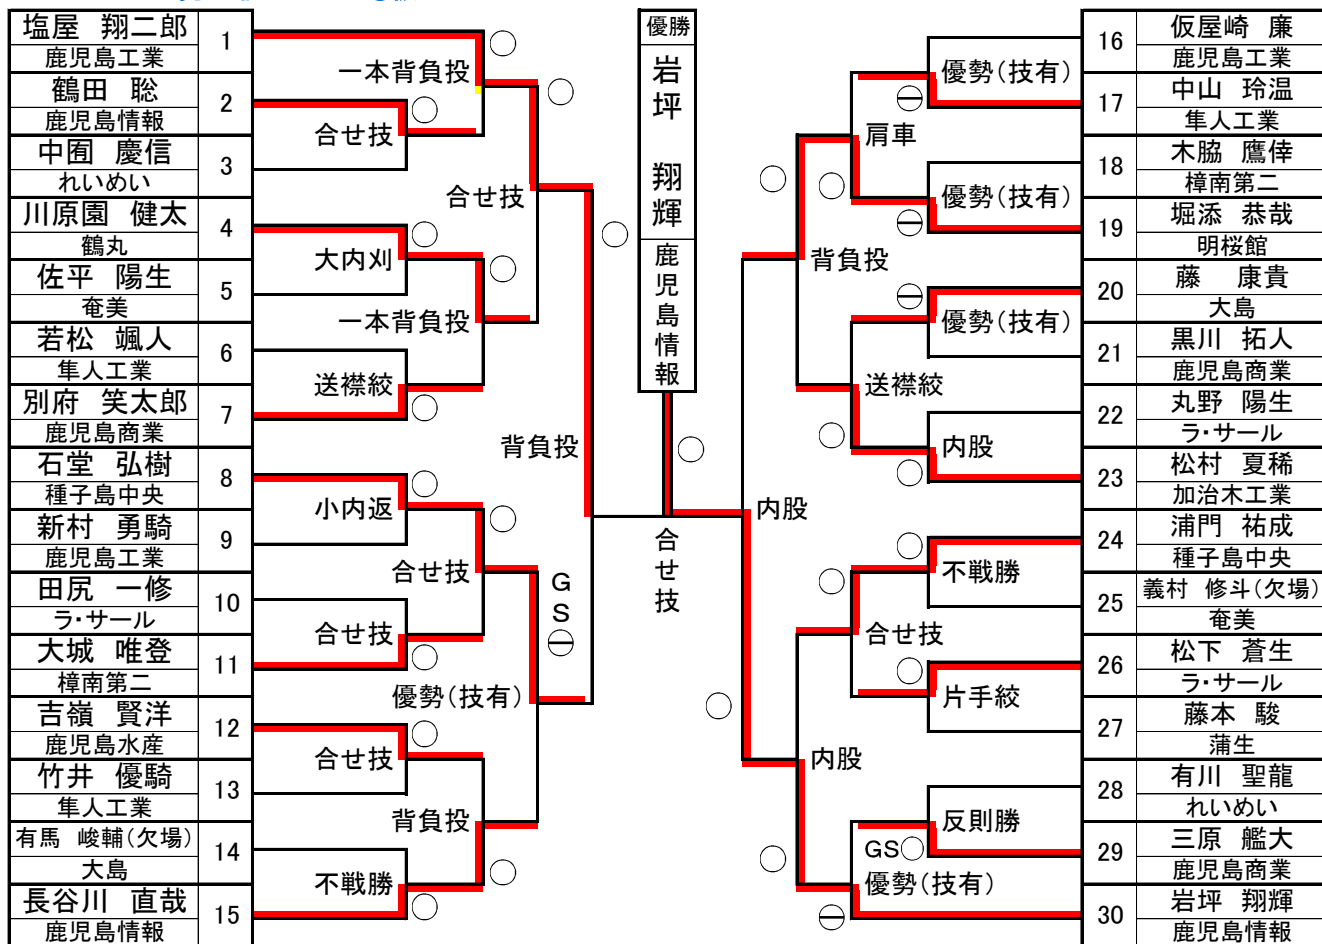 塩屋 翔二郎
鹿児島工業
1
鶴田 聡
鹿児島情報
2
中囿 慶信
れいめい
3
川原園 健太
鶴丸
4
佐平 陽生
奄美
5
若松 颯人
隼人工業
6
別府 笑太郎
鹿児島商業
7
石堂 弘樹
種子島中央
8
新村 勇騎
鹿児島工業
9
田尻 一修
ラ・サール
10
大城 唯登
樟南第二
11
吉嶺 賢洋
鹿児島水産
12
竹井 優騎
隼人工業
13
有馬 峻輔(欠場)
大島
14
長谷川 直哉
鹿児島情報
15
一本背負投
合せ技
合せ技
大内刈
一本背負投
送襟絞
背負投
小内返
合せ技
合せ技
GS
優勢(技有)
合せ技
背負投
不戦勝
優勝
岩坪 翔輝
鹿児島情報
合せ技
優勢(技有)
肩車
優勢(技有)
背負投
優勢(技有)
送襟絞
内股
内股
不戦勝
合せ技
片手絞
内股
反則勝
GS
優勢(技有)
16
仮屋崎 廉
鹿児島工業
17
中山 玲温
隼人工業
18
木脇 鷹倖
樟南第二
19
堀添 恭哉
明桜館
20
藤 康貴
大島
21
黒川 拓人
鹿児島商業
22
丸野 陽生
ラ・サール
23
松村 夏稀
加治木工業
24
浦門 祐成
種子島中央
25
義村 修斗(欠場)
奄美
26
松下 蒼生
ラ・サール
27
藤本 駿
蒲生
28
有川 聖龍
れいめい
29
三原 艦大
鹿児島商業
30
岩坪 翔輝
鹿児島情報